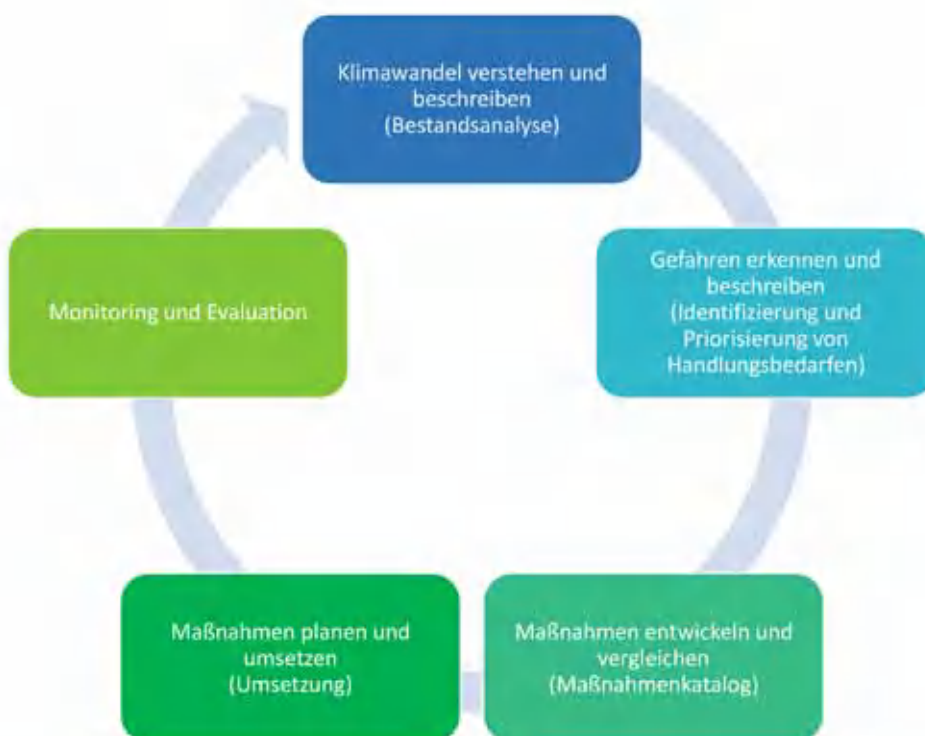 Klimawandel verstehen und
beschreiben
(Bestandsanalyse)
Gefahren erkennen und
beschreiben
(Identifizierung und
Priorisierung von
Handlungsbedarfen)
Maßnahmen entwickeln und
vergleichen
(Maßnahmenkatalog)
Maßnahmen planen und
umsetzen
(Umsetzung)
Monitoring und Evaluation